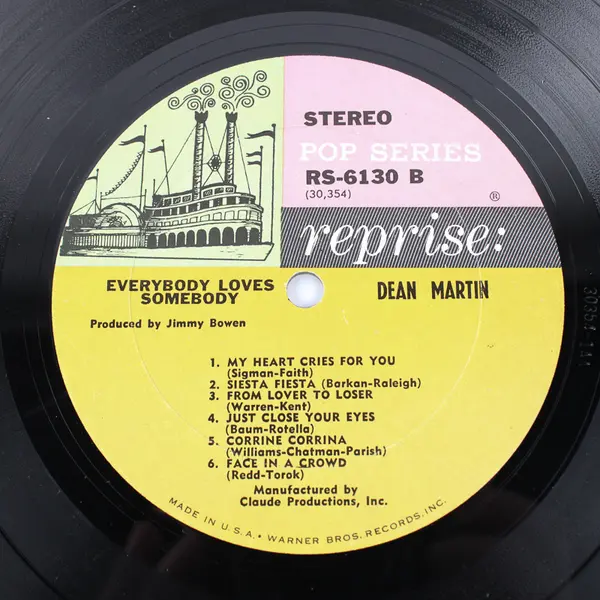 STEREO
POP SERIES
RS-6130 B
(30,354)
®
reprise:
EVERYBODY LOVES
SOMEBODY
DEAN MARTIN
Produced by Jimmy Bowen
1. MY HEART CRIES FOR YOU
(Sigman-Faith)
2. SIESTA FIESTA (Barkan-Raleigh)
3. FROM LOVER TO LOSER
(Warren-Kent)
4. JUST CLOSE YOUR EYES
(Baum-Rotella)
5. CORRINE CORRINA
(Williams-Chatman-Parish)
6. FACE IN A CROWD
(Redd-Torok)
Manufactured by
Claude Productions, Inc.
MADE IN U.S.A. • WARNER BROS. RECORDS, INC.